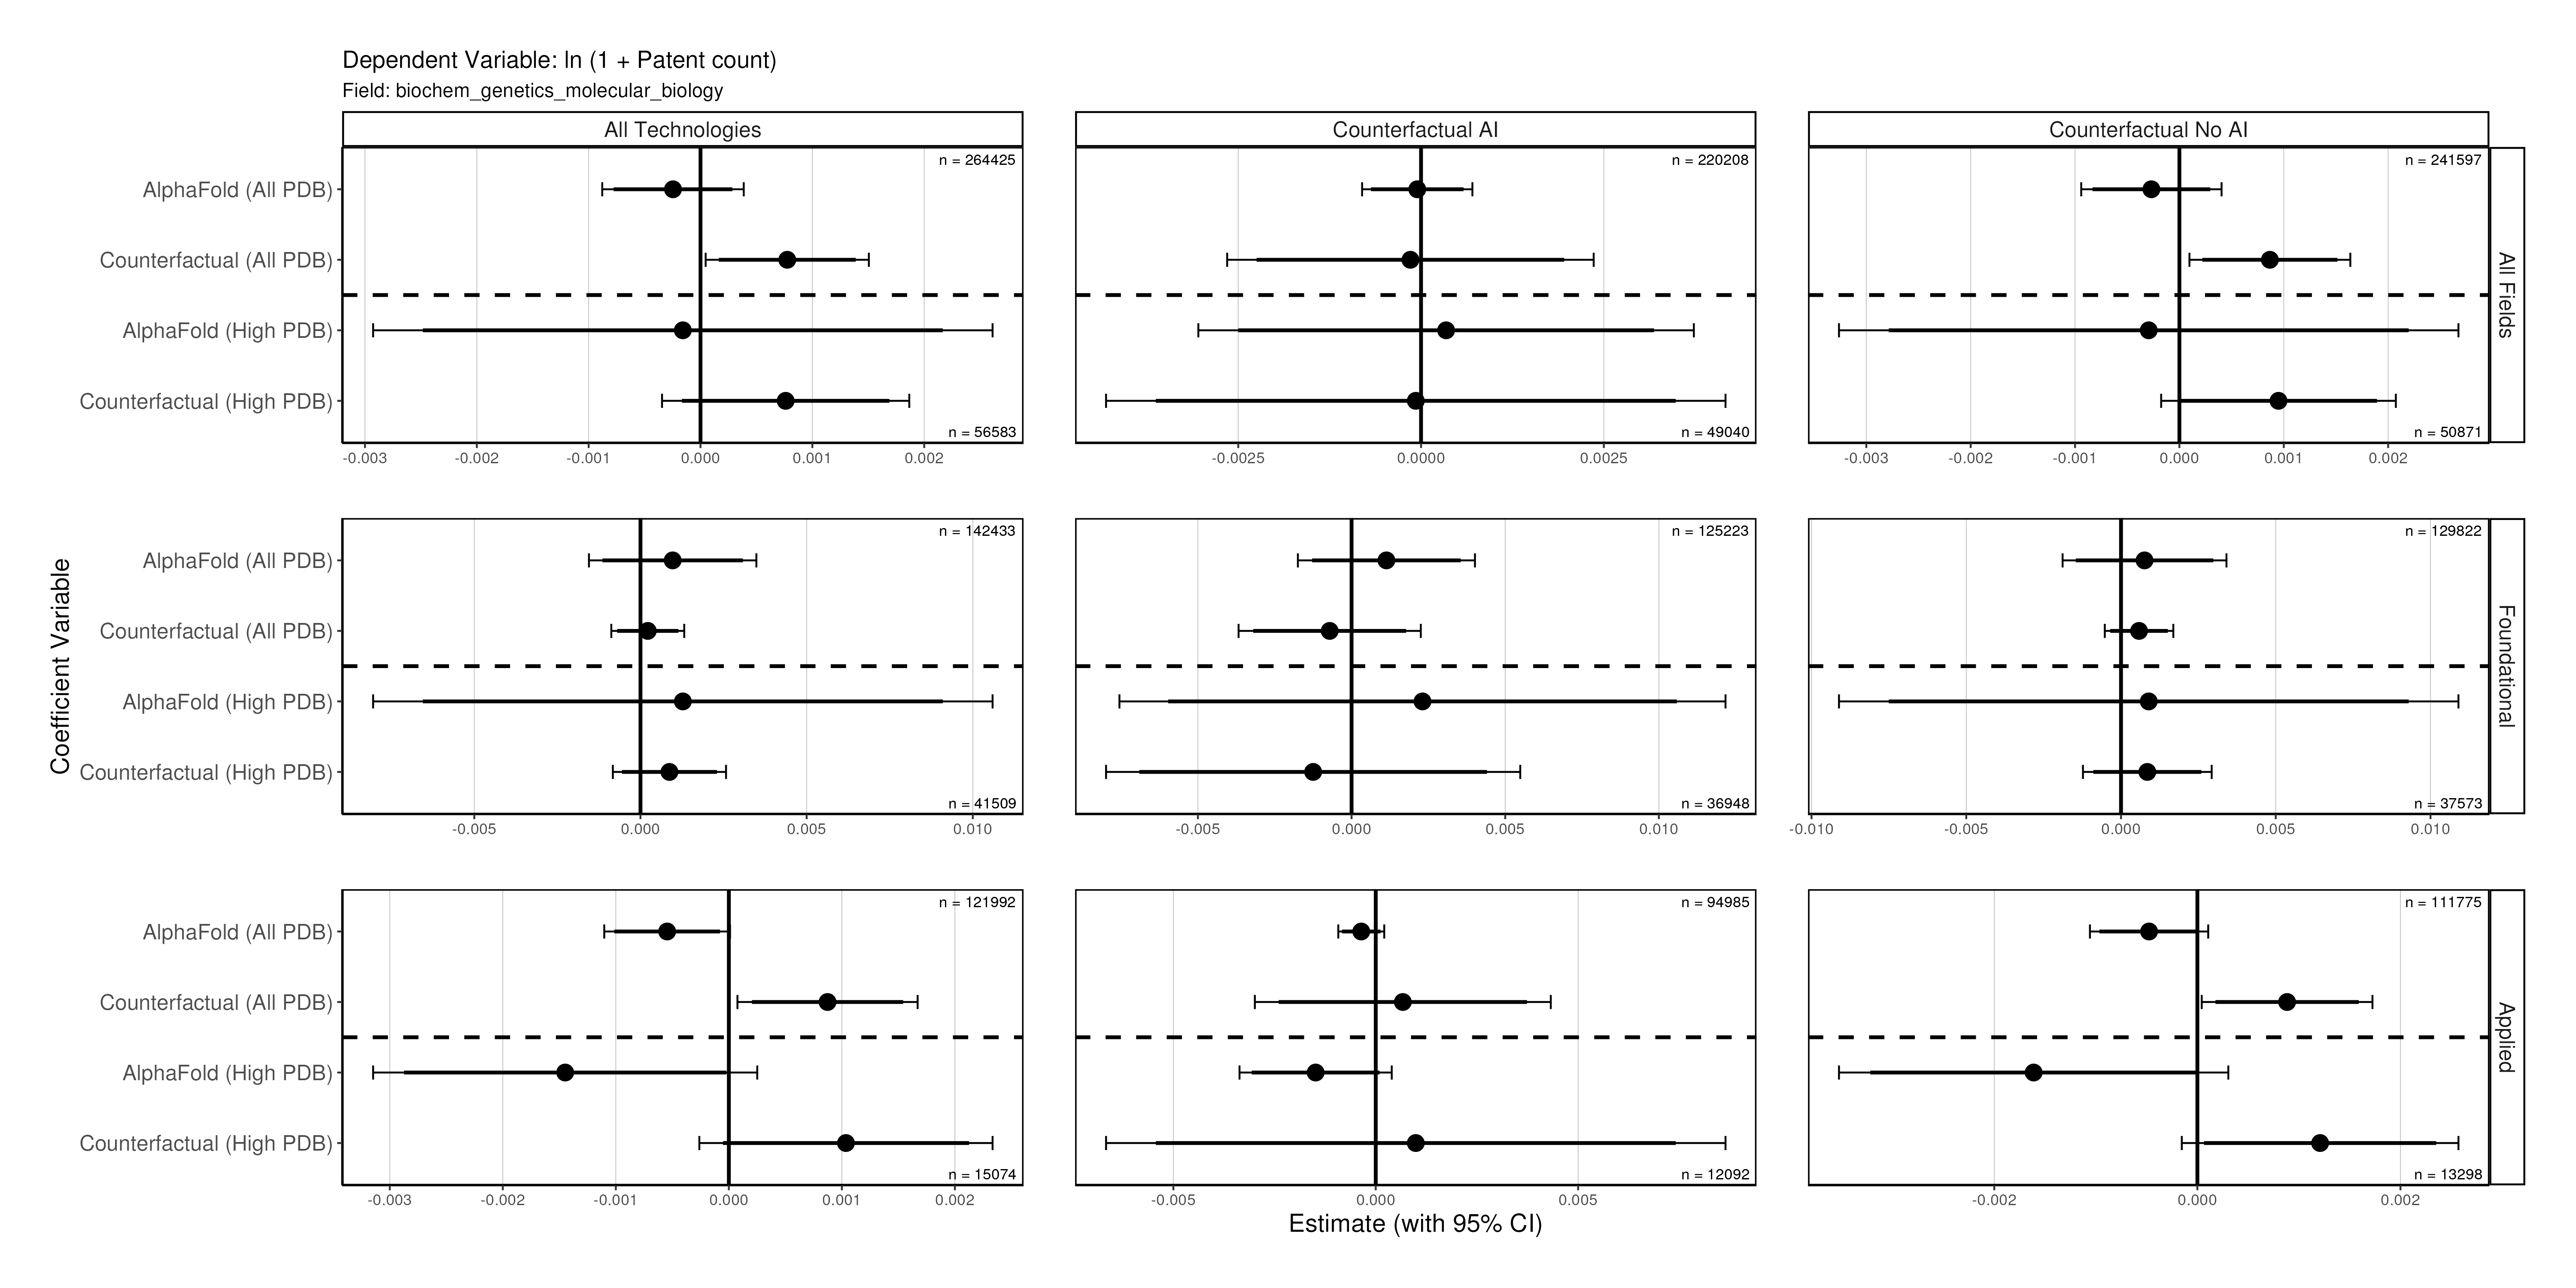 Dependent Variable: ln (1 + Patent count)
Field: biochem_genetics_molecular_biology
All Technologies
Counterfactual AI
Counterfactual No AI
Coefficient Variable
AlphaFold (All PDB)
Counterfactual (All PDB)
AlphaFold (High PDB)
Counterfactual (High PDB)
n = 264425
n = 56583
-0.003 -0.002 -0.001 0.000 0.001 0.002
n = 220208
n = 49040
-0.0025 0.0000 0.0025
n = 241597
n = 50871
-0.003 -0.002 -0.001 0.000 0.001 0.002
All Fields
AlphaFold (All PDB)
Counterfactual (All PDB)
AlphaFold (High PDB)
Counterfactual (High PDB)
n = 142433
n = 41509
-0.005 0.000 0.005 0.010
n = 125223
n = 36948
-0.005 0.000 0.005 0.010
n = 129822
n = 37573
-0.010 -0.005 0.000 0.005 0.010
Foundational
AlphaFold (All PDB)
Counterfactual (All PDB)
AlphaFold (High PDB)
Counterfactual (High PDB)
n = 121992
n = 15074
-0.003 -0.002 -0.001 0.000 0.001 0.002
n = 94985
n = 12092
-0.005 0.000 0.005
n = 111775
n = 13298
-0.002 0.000 0.002
Applied
Estimate (with 95% CI)